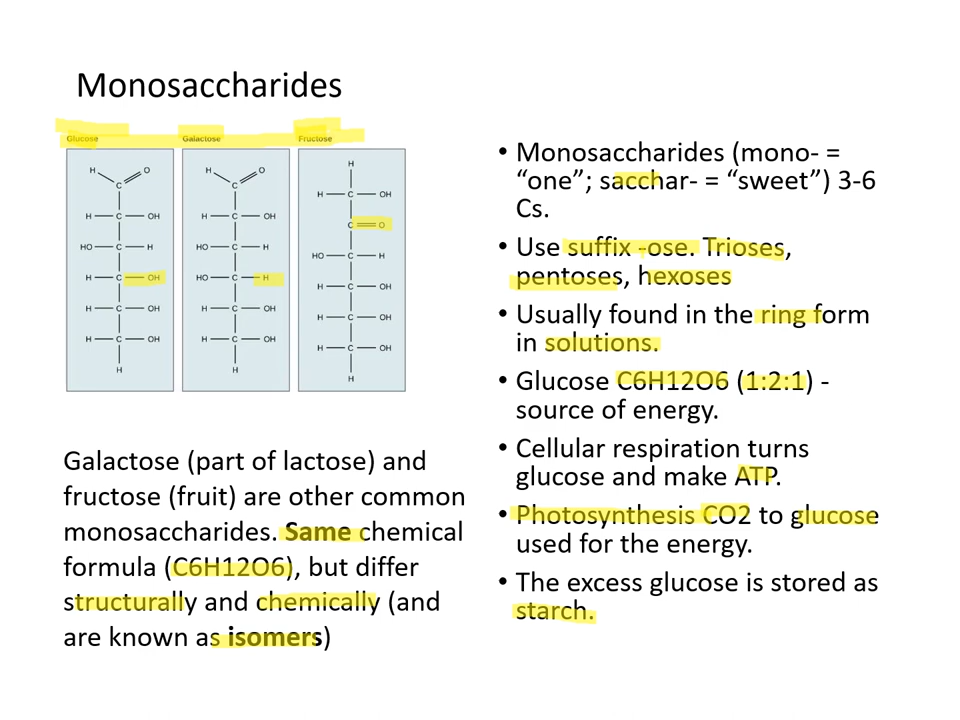 Monosaccharides
Glucose
Galactose
Fructose
H O
C
H C OH
HO C H
H C OH
H C OH
H C OH
H
H O
C
H C OH
HO C H
HO C H
H C OH
H C OH
H
H
H C OH
C O
HO C H
H C OH
H C OH
H C OH
H
Galactose (part of lactose) and
fructose (fruit) are other common
monosaccharides. Same chemical
formula (C6H12O6), but differ
structurally and chemically (and
are known as isomers)
• Monosaccharides (mono- =
“one”; sacchar- = “sweet”) 3-6
Cs.
• Use suffix -ose. Trioses,
pentoses, hexoses
• Usually found in the ring form
in solutions.
• Glucose C6H12O6 (1:2:1) -
source of energy.
• Cellular respiration turns
glucose and make ATP.
• Photosynthesis CO2 to glucose
used for the energy.
• The excess glucose is stored as
starch.